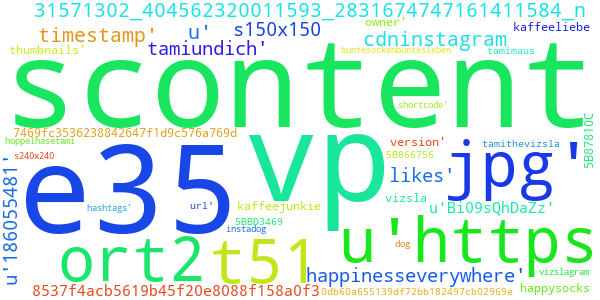 31571302_404562320011593_2831674747161411584_n
owner'
timestamp' u' s150x150 kaffeeliebe
cdninstagram
thumbnails' tamiundich' buntesockenbuntesleben tamimaus
scontent
shortcode'
7469fc3536238842647f1d9c576a769d
5B87810C
hoppelhasetami version' tamithevizsla
s240x240 e35 vp 5B866756 jpg'
u'186055481' likes'
hashtags' url' kaffeejunkie vizsla u'BiO9sQhDaZz'
5BBD3469
instadog u'https
ort2 t51 dog
happinesseverywhere' vizslagram
8537f4acb5619b45f20e8088f158a0f3 0db60a655139df72bb182497cb02969e happysocks